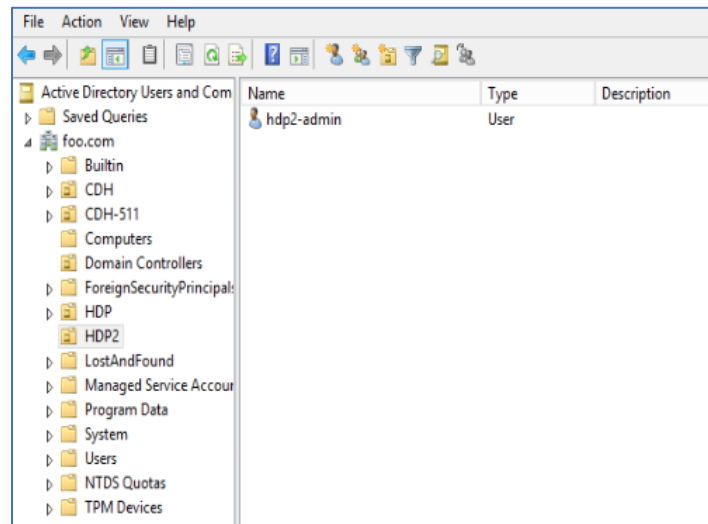 File Action View Help
Active Directory Users and Com
Saved Queries
foo.com
Builtin
CDH
CDH-511
Computers
Domain Controllers
ForeignSecurityPrincipals
HDP
HDP2
LostAndFound
Managed Service Accour
Program Data
System
Users
NTDS Quotas
TPM Devices
Name Type Description
hdp2-admin User